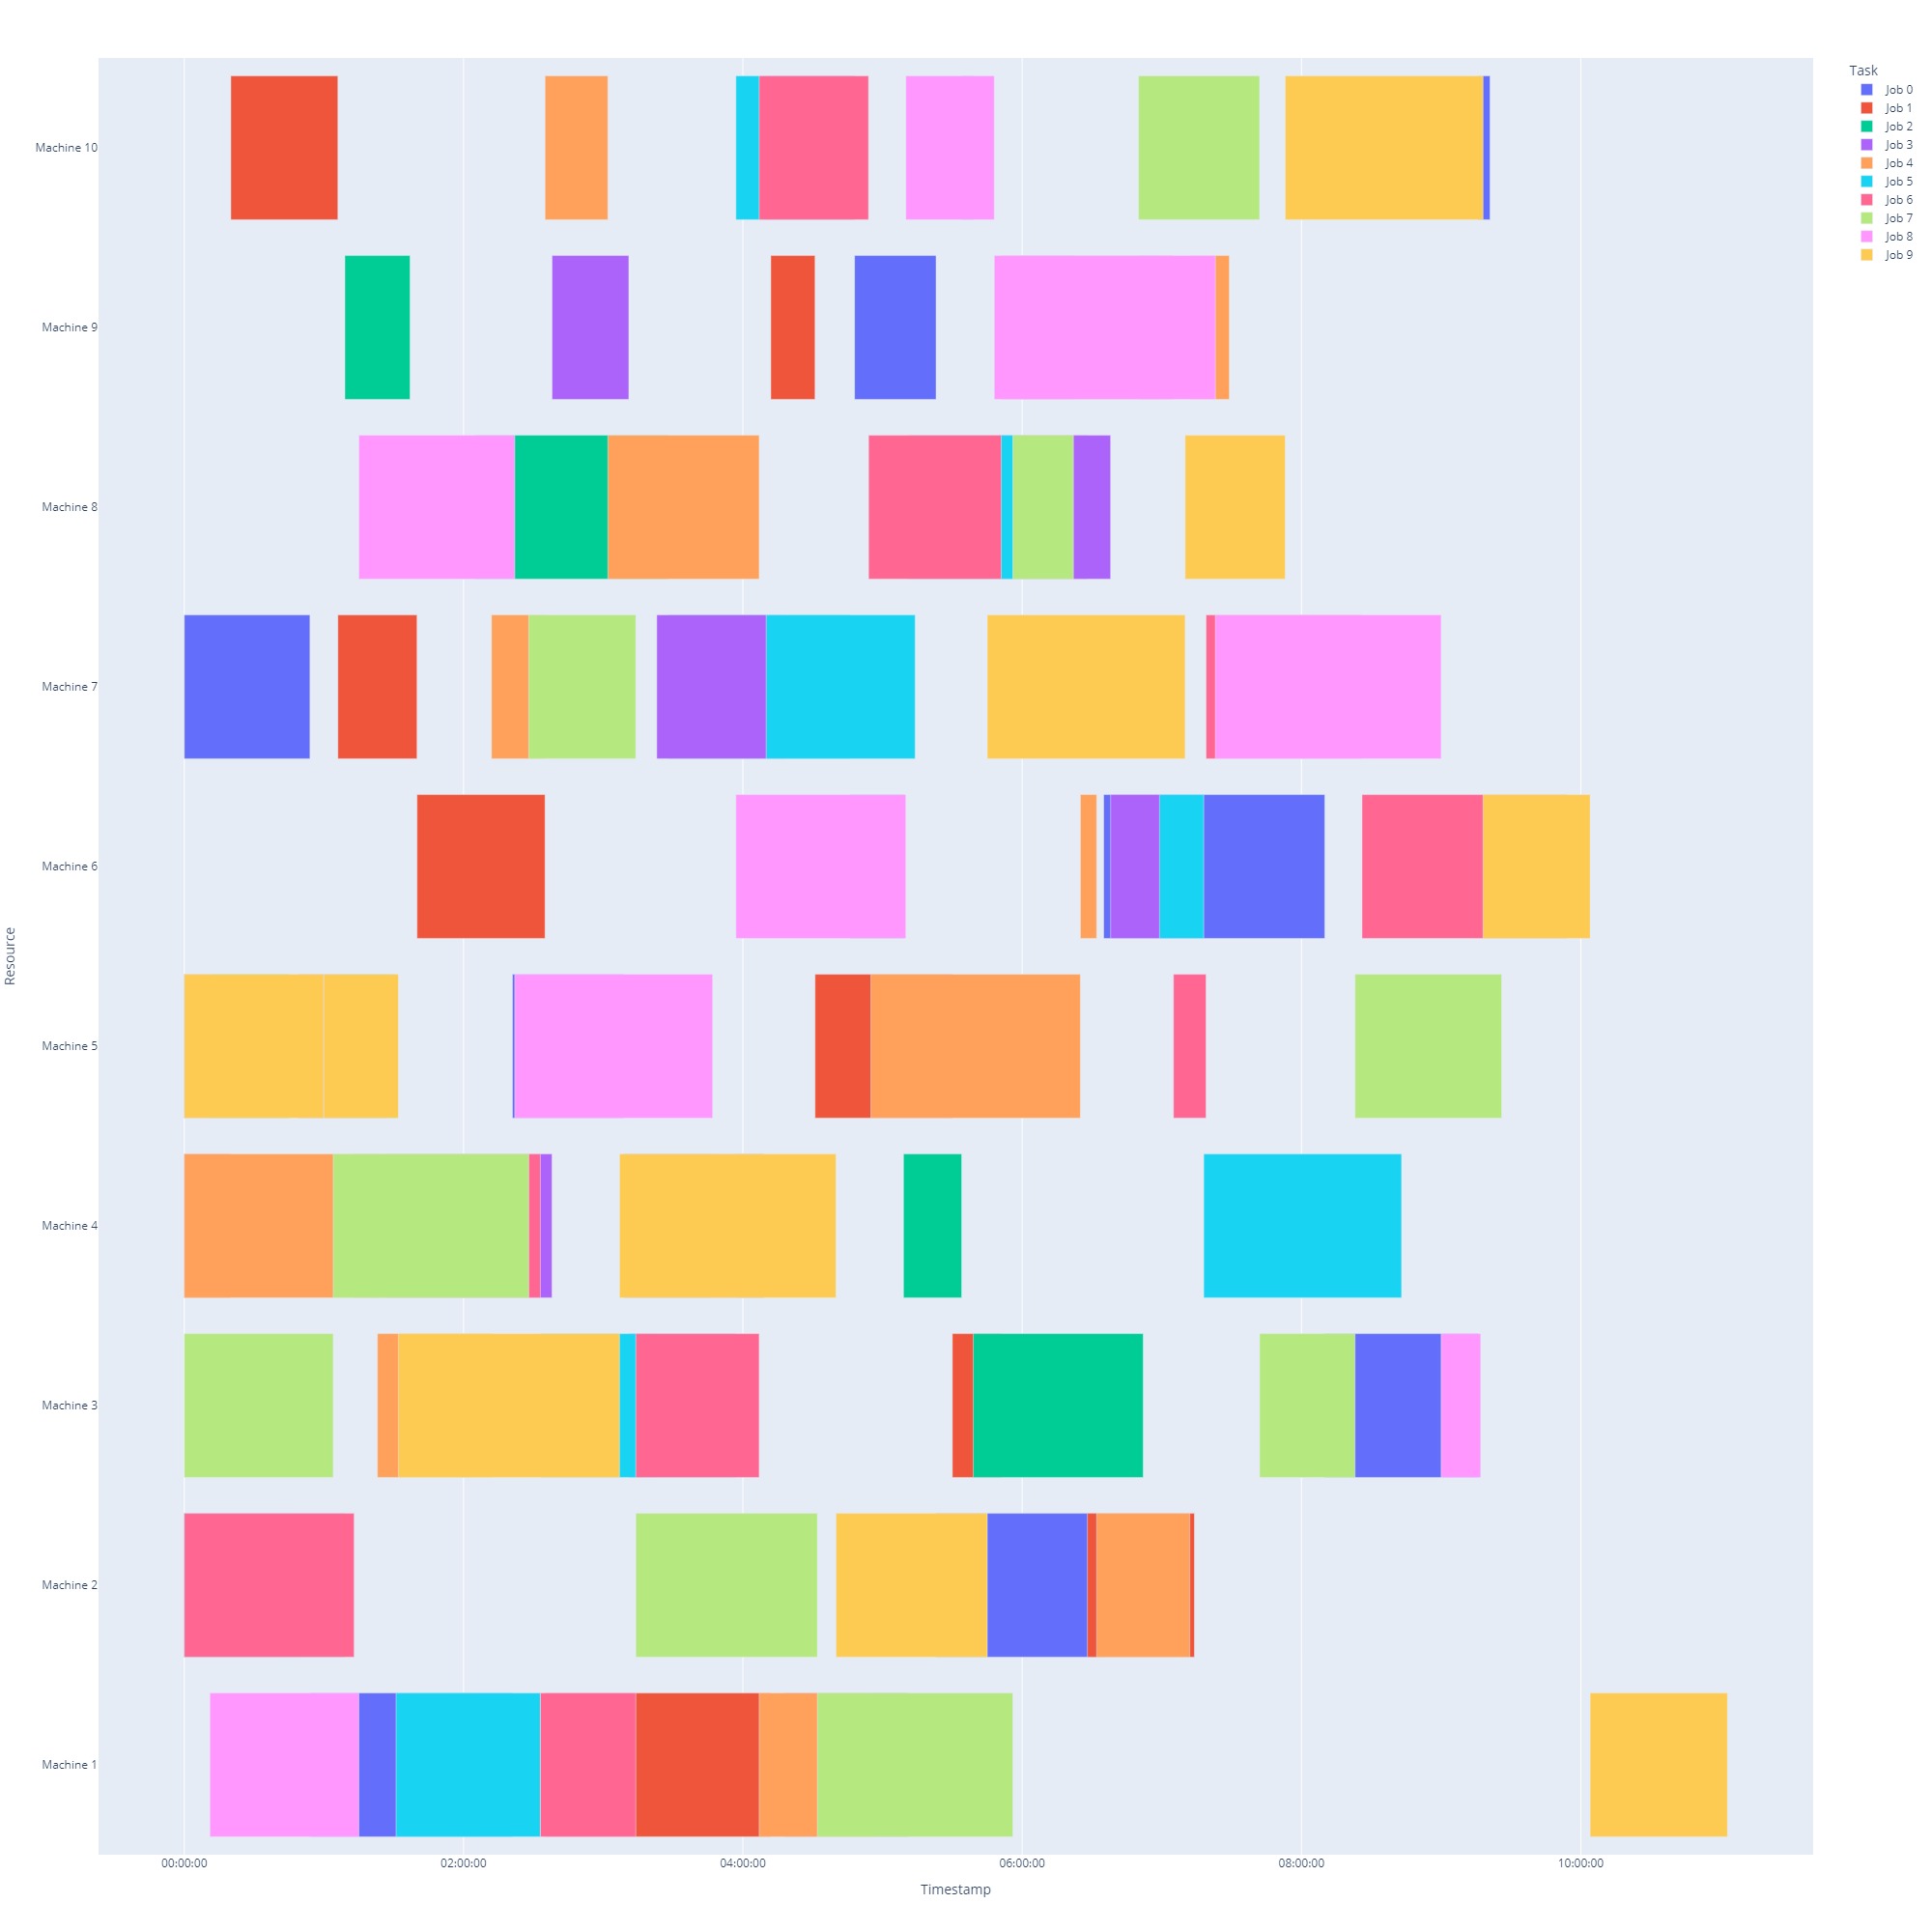 Task
Job 0
Job 1
Job 2
Job 3
Job 4
Job 5
Job 6
Job 7
Job 8
Job 9
Machine 10
Machine 9
Machine 8
Machine 7
Machine 6
Machine 5
Machine 4
Machine 3
Machine 2
Machine 1
Resource
00:00:00 02:00:00 04:00:00 06:00:00 08:00:00 10:00:00
Timestamp